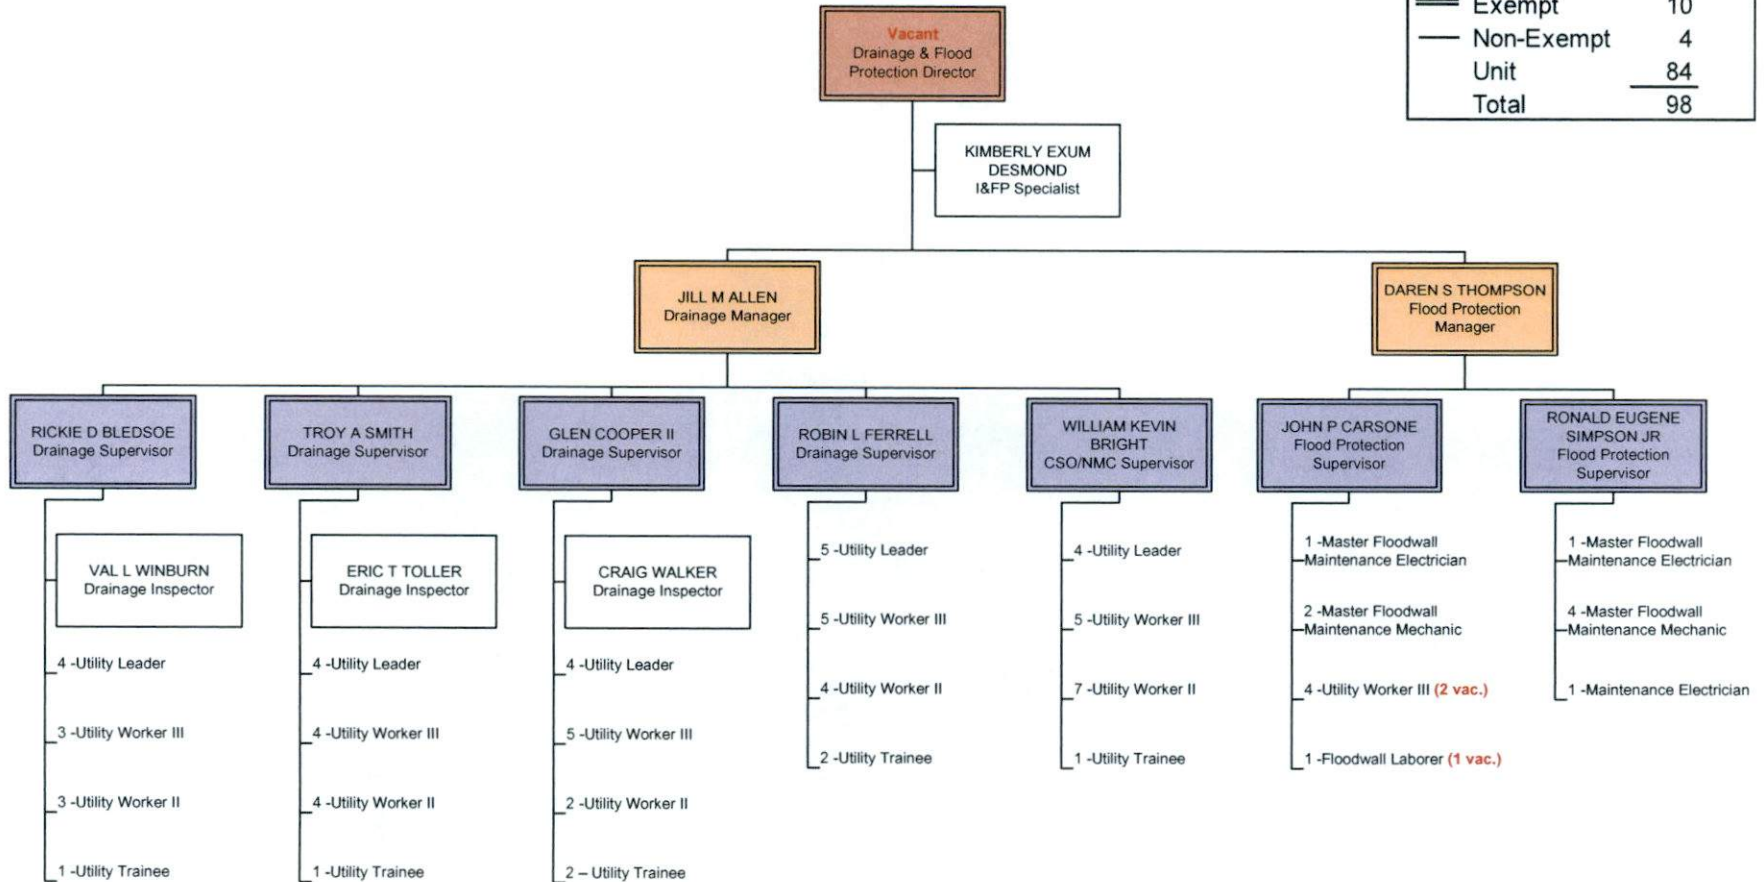 Exempt 10
Non-Exempt 4
Unit 84
Total 98
Vacant
Drainage & Flood
Protection Director
KIMBERLY EXUM
DESMOND
I&FP Specialist
JILL M ALLEN
Drainage Manager
DAREN S THOMPSON
Flood Protection
Manager
RICKIE D BLEDSOE
Drainage Supervisor
TROY A SMITH
Drainage Supervisor
GLEN COOPER II
Drainage Supervisor
ROBIN L FERRELL
Drainage Supervisor
WILLIAM KEVIN
BRIGHT
CSO/NMC Supervisor
JOHN P CARSONE
Flood Protection
Supervisor
RONALD EUGENE
SIMPSON JR
Flood Protection
Supervisor
VAL L WINBURN
Drainage Inspector
4 -Utility Leader
3 -Utility Worker III
3 -Utility Worker II
1 -Utility Trainee
ERIC T TOLLER
Drainage Inspector
4 -Utility Leader
4 -Utility Worker III
4 -Utility Worker II
1 -Utility Trainee
CRAIG WALKER
Drainage Inspector
4 -Utility Leader
5 -Utility Worker III
2 -Utility Worker II
2 – Utility Trainee
5 -Utility Leader
5 -Utility Worker III
4 -Utility Worker II
2 -Utility Trainee
4 -Utility Leader
5 -Utility Worker III
7 -Utility Worker II
1 -Utility Trainee
1 -Master Floodwall
Maintenance Electrician
2 -Master Floodwall
Maintenance Mechanic
4 -Utility Worker III (2 vac.)
1 -Floodwall Laborer (1 vac.)
1 -Master Floodwall
Maintenance Electrician
4 -Master Floodwall
Maintenance Mechanic
1 -Maintenance Electrician